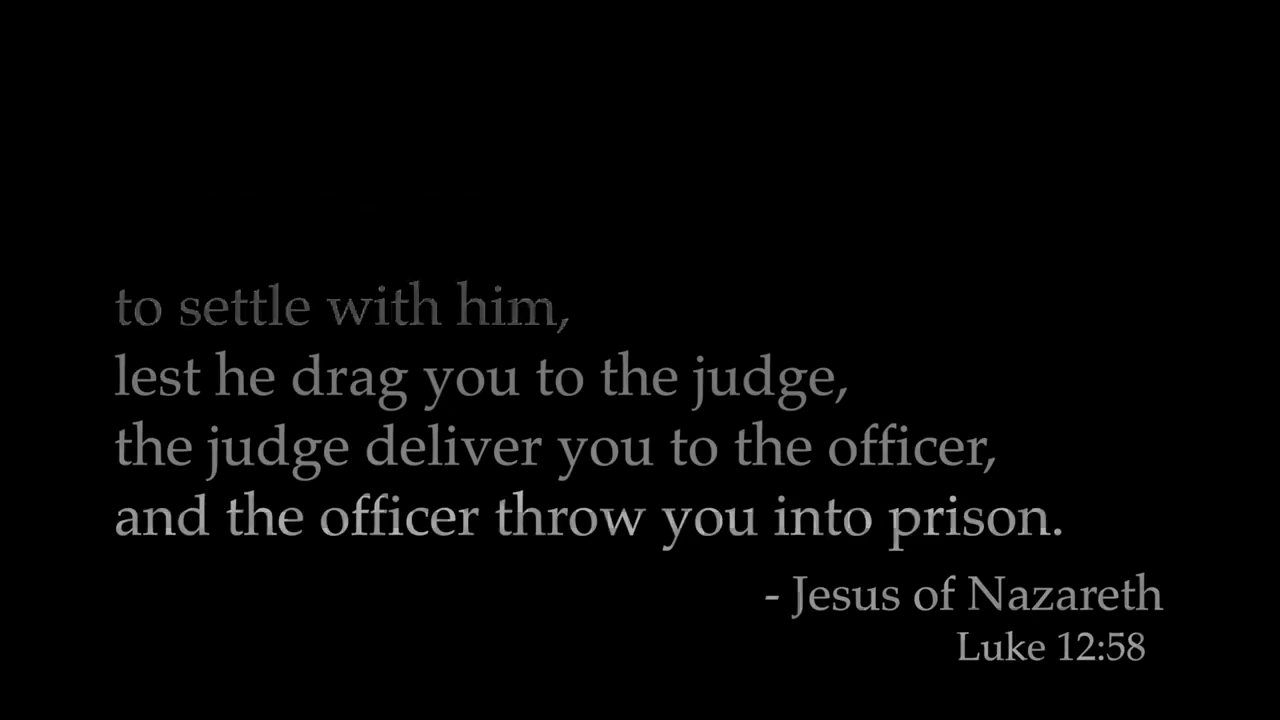 to settle with him,
lest he drag you to the judge,
the judge deliver you to the officer,
and the officer throw you into prison.
- Jesus of Nazareth
Luke 12:58